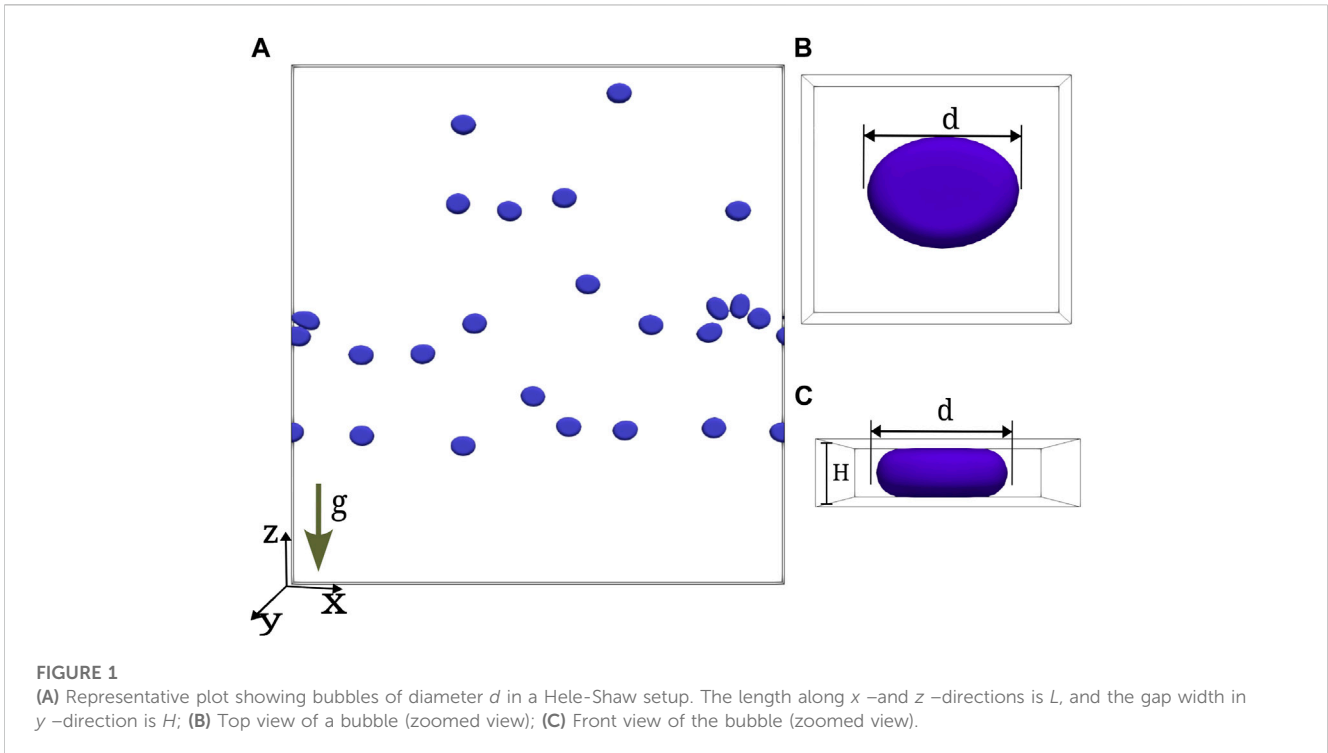 A
B
d
C
d
H
g
z
x
y
FIGURE 1
(A) Representative plot showing bubbles of diameter d in a Hele-Shaw setup. The length along x –and z –directions is L, and the gap width in
y –direction is H; (B) Top view of a bubble (zoomed view); (C) Front view of the bubble (zoomed view).